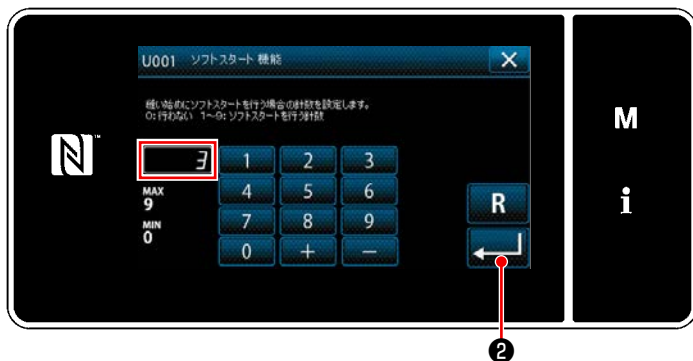 U001 ソフトスタート 機能
縫い始めにソフトスタートを行う場合の針数を設定します。
0: 行わない 1～9: ソフトスタートを行う針数
3
1 2 3
MAX
9
4 5 6
MIN
0
7 8 9
0 + −
R
M
i
N
❷